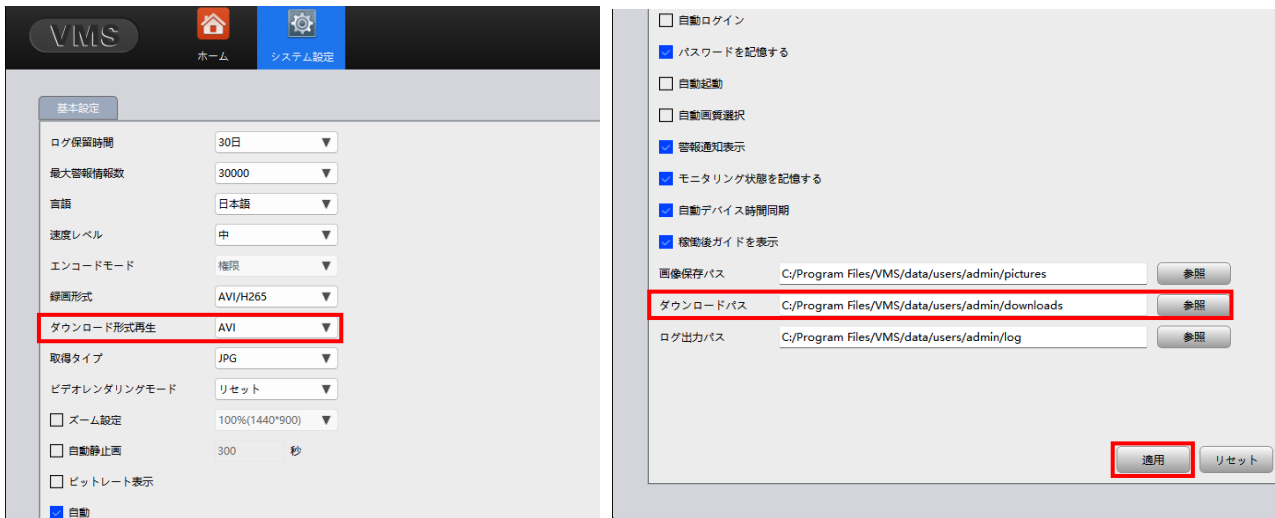 VMS
ホーム
システム設定
基本設定
ログ保留時間 30日
最大警報情報数 30000
言語 日本語
速度レベル 中
エンコードモード 権限
録画形式 AVI/H265
ダウンロード形式再生 AVI
取得タイプ JPG
ビデオレンダリングモード リセット
ズーム設定 100%(1440*900)
自動静止画 300 秒
ビットレート表示
自動
自動ログイン
パスワードを記憶する
自動起動
自動画質選択
警報通知表示
モニタリング状態を記憶する
自動デバイス時間同期
稼働後ガイドを表示
画像保存パス C:/Program Files/VMS/data/users/admin/pictures 参照
ダウンロードパス C:/Program Files/VMS/data/users/admin/downloads 参照
ログ出力パス C:/Program Files/VMS/data/users/admin/log 参照
適用 リセット